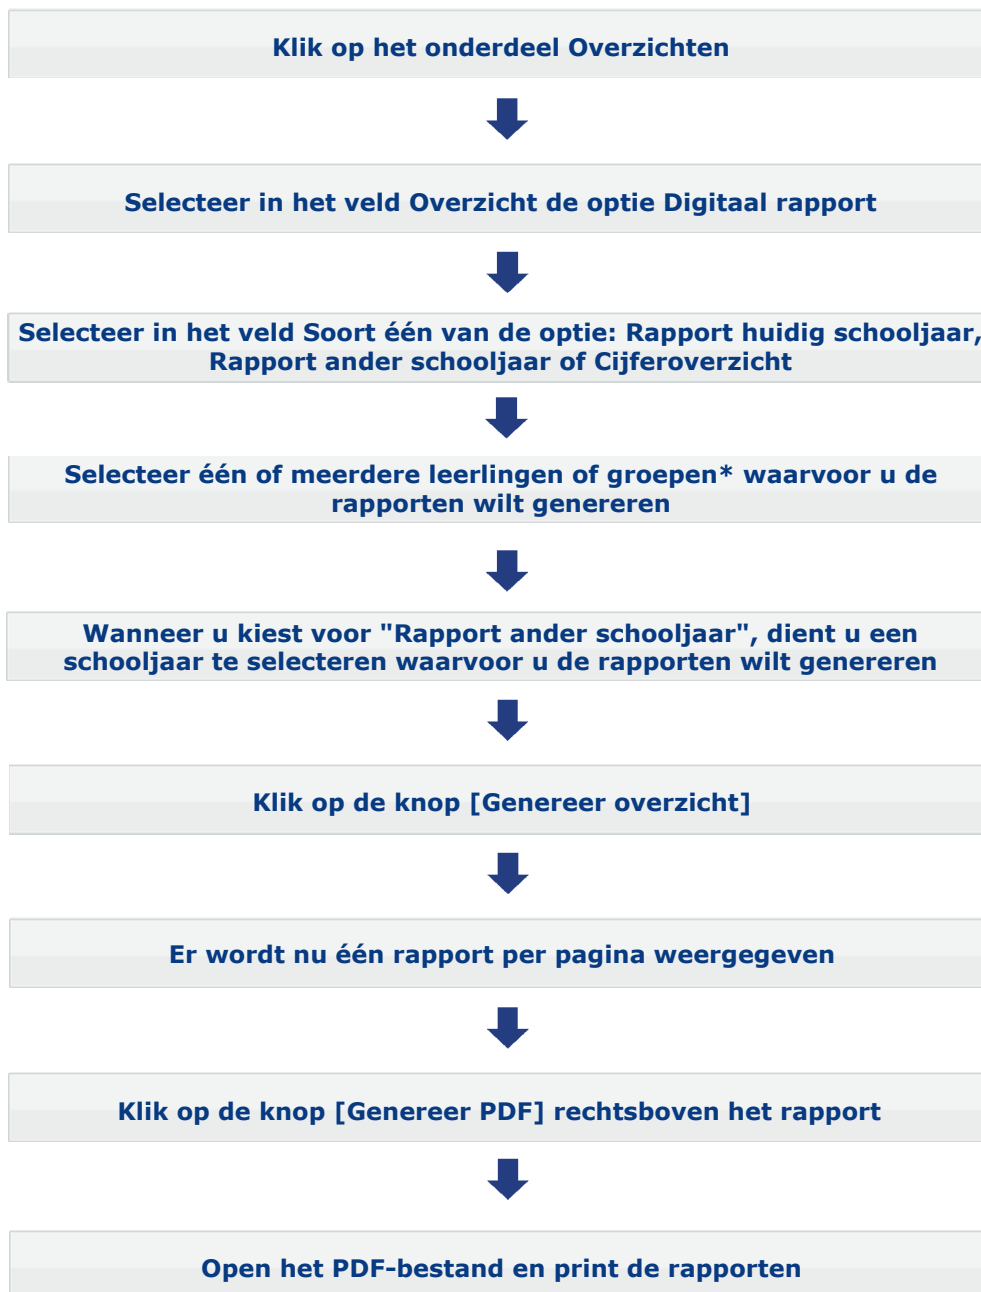 Klik op het onderdeel Overzichten
Selecteer in het veld Overzicht de optie Digitaal rapport
Selecteer in het veld Soort één van de optie: Rapport huidig schooljaar,
Rapport ander schooljaar of Cijferoverzicht
Selecteer één of meerdere leerlingen of groepen* waarvoor u de
rapporten wilt genereren
Wanneer u kiest voor "Rapport ander schooljaar", dient u een
schooljaar te selecteren waarvoor u de rapporten wilt genereren
Klik op de knop [Genereer overzicht]
Er wordt nu één rapport per pagina weergegeven
Klik op de knop [Genereer PDF] rechtsboven het rapport
Open het PDF-bestand en print de rapporten